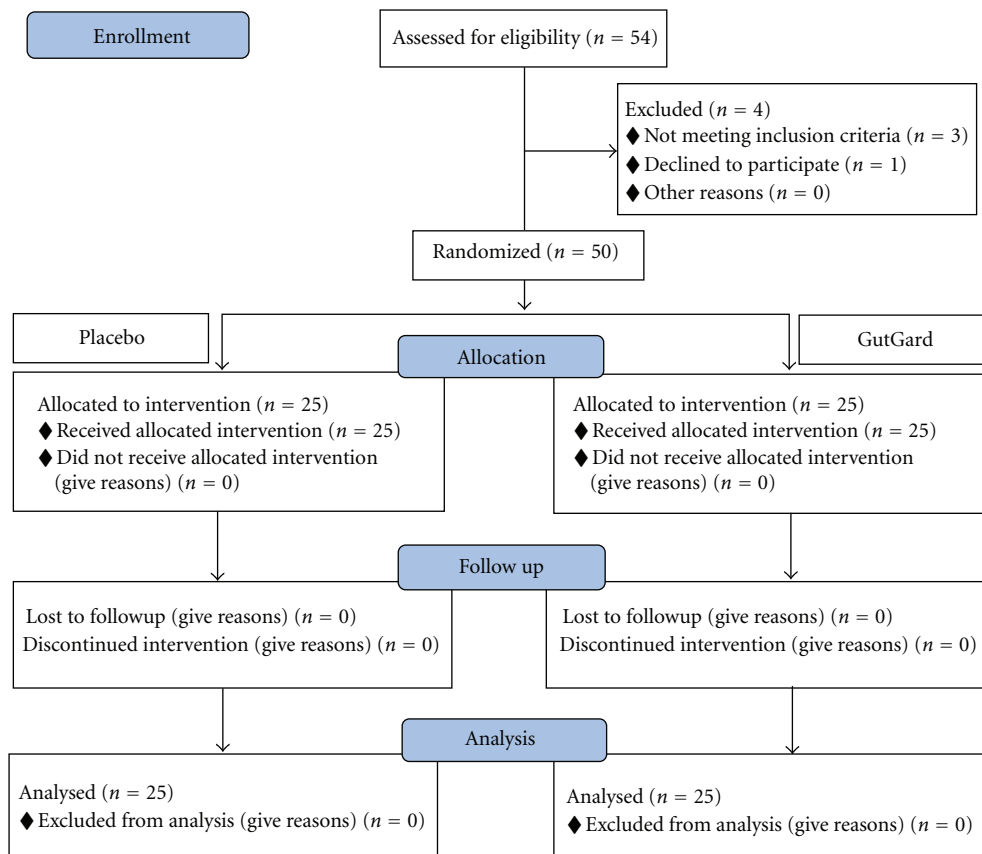 Enrollment
Assessed for eligibility (n = 54)
Excluded (n = 4)
♦ Not meeting inclusion criteria (n = 3)
♦ Declined to participate (n = 1)
♦ Other reasons (n = 0)
Randomized (n = 50)
Placebo
GutGard
Allocation
Allocated to intervention (n = 25)
♦ Received allocated intervention (n = 25)
♦ Did not receive allocated intervention
(give reasons) (n = 0)
Allocated to intervention (n = 25)
♦ Received allocated intervention (n = 25)
♦ Did not receive allocated intervention
(give reasons) (n = 0)
Follow up
Lost to followup (give reasons) (n = 0)
Discontinued intervention (give reasons) (n = 0)
Lost to followup (give reasons) (n = 0)
Discontinued intervention (give reasons) (n = 0)
Analysis
Analysed (n = 25)
♦ Excluded from analysis (give reasons) (n = 0)
Analysed (n = 25)
♦ Excluded from analysis (give reasons) (n = 0)